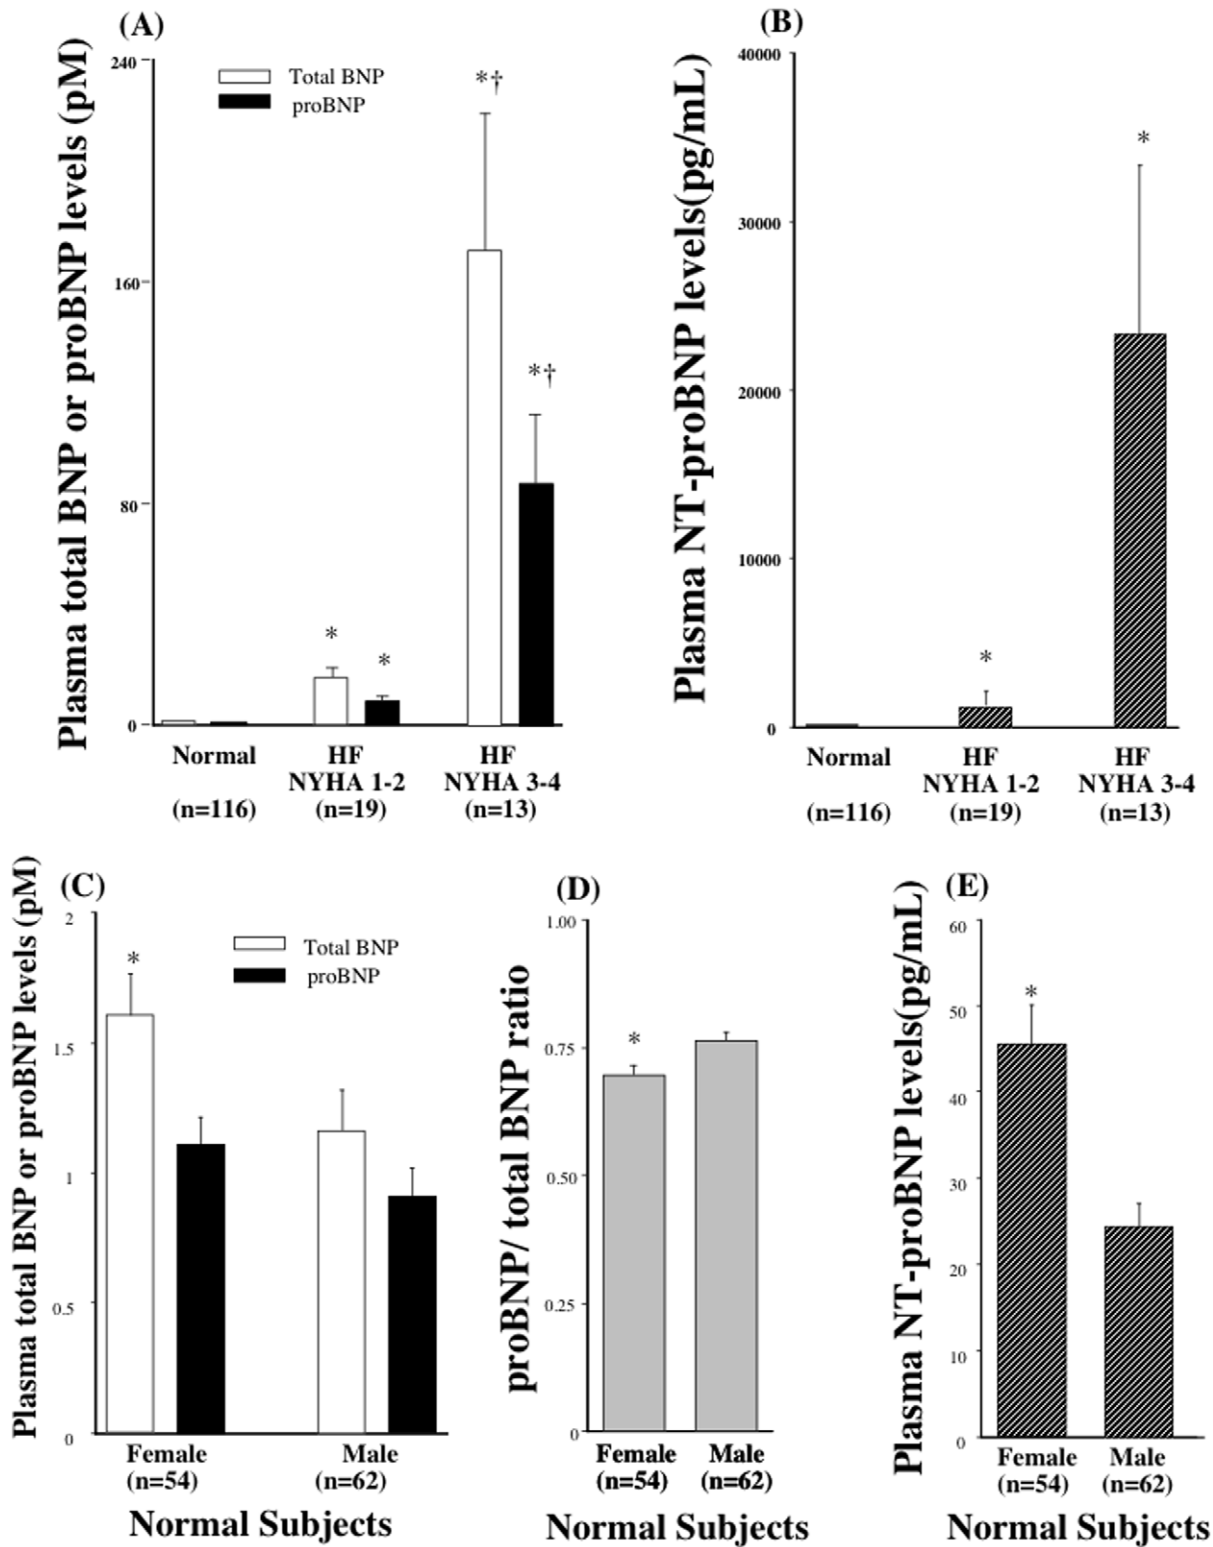 (A)
Plasma total BNP or proBNP levels (pM)
240
160
80
0
Total BNP
proBNP
*†
*†
*
*
Normal
(n=116)
HF
NYHA 1-2
(n=19)
HF
NYHA 3-4
(n=13)
(B)
Plasma NT-proBNP levels(pg/mL)
40000
30000
20000
10000
0
*
*
Normal
(n=116)
HF
NYHA 1-2
(n=19)
HF
NYHA 3-4
(n=13)
(C)
Plasma total BNP or proBNP levels (pM)
2
1.5
1
0.5
0
Total BNP
proBNP
*
Female
(n=54)
Male
(n=62)
Normal Subjects
(D)
proBNP/ total BNP ratio
1.00
0.75
0.50
0.25
0
*
Female
(n=54)
Male
(n=62)
Normal Subjects
(E)
Plasma NT-proBNP levels(pg/mL)
60
50
40
30
20
10
0
*
Female
(n=54)
Male
(n=62)
Normal Subjects